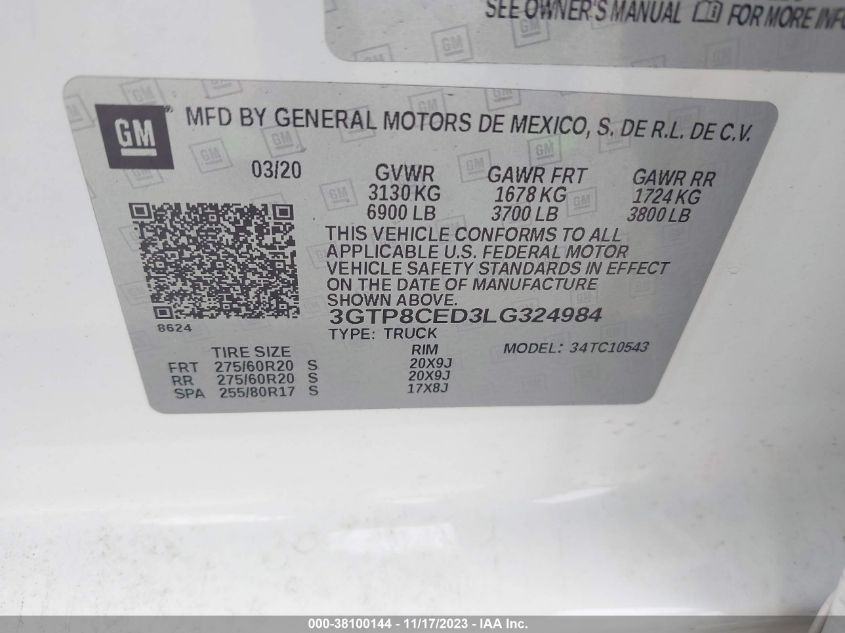 SEE OWNER'S MANUAL FOR MORE INFO
GM
MFD BY GENERAL MOTORS DE MEXICO, S. DE R.L. DE C.V.
03/20 GVWR GAWR FRT GAWR RR
3130 KG 1678 KG 1724 KG
6900 LB 3700 LB 3800 LB
THIS VEHICLE CONFORMS TO ALL
APPLICABLE U.S. FEDERAL MOTOR
VEHICLE SAFETY STANDARDS IN EFFECT
ON THE DATE OF MANUFACTURE
SHOWN ABOVE.
8624
3GTP8CED3LG324984
TYPE: TRUCK
TIRE SIZE RIM MODEL: 34TC10543
FRT 275/60R20 S 20X9J
RR 275/60R20 S 20X9J
SPA 255/80R17 S 17X8J
000-38100144 - 11/17/2023 - IAA Inc.